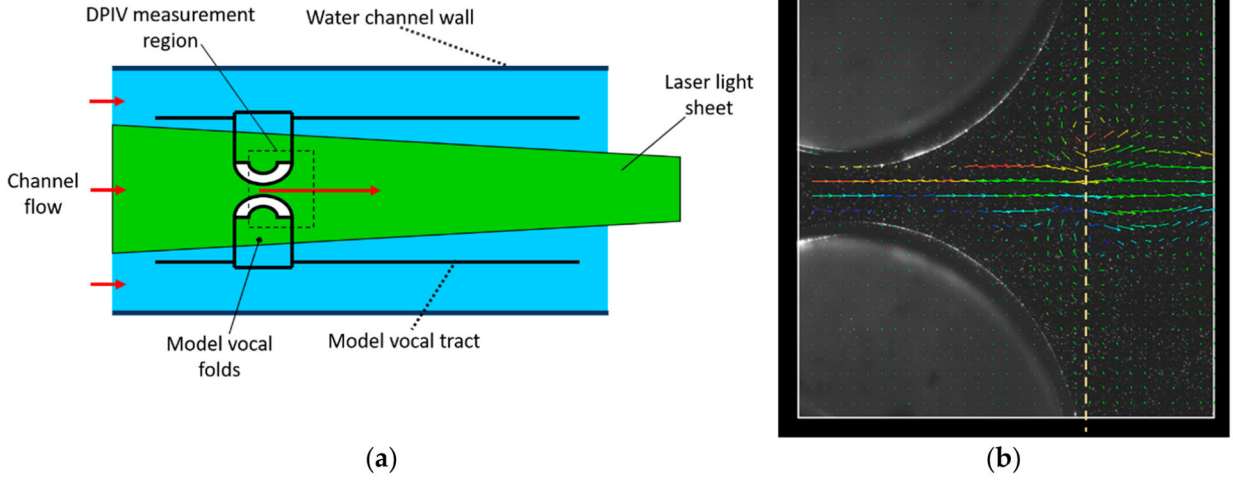 DPIV measurement
region
Water channel wall
Laser light
sheet
Channel
flow
Model vocal
folds
Model vocal tract
(a)
(b)